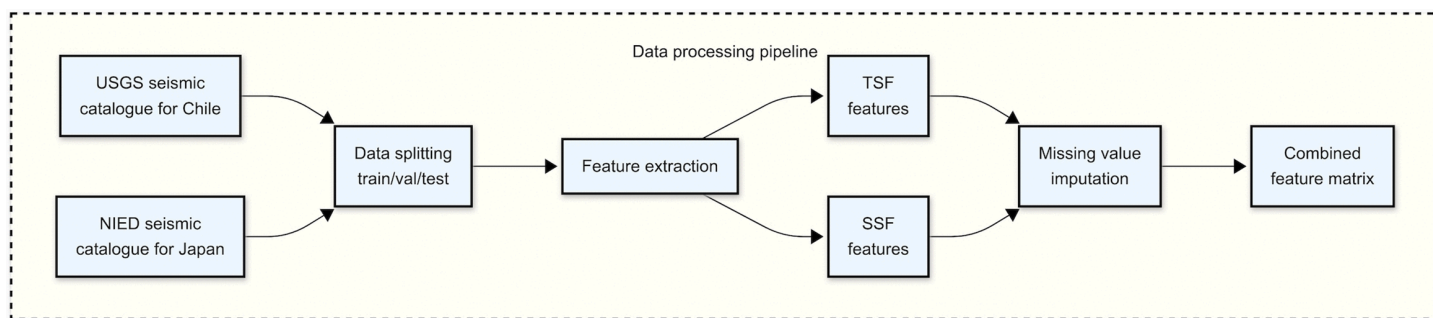 Data processing pipeline
USGS seismic
catalogue for Chile
NIED seismic
catalogue for Japan
Data splitting
train/val/test
Feature extraction
TSF
features
SSF
features
Missing value
imputation
Combined
feature matrix